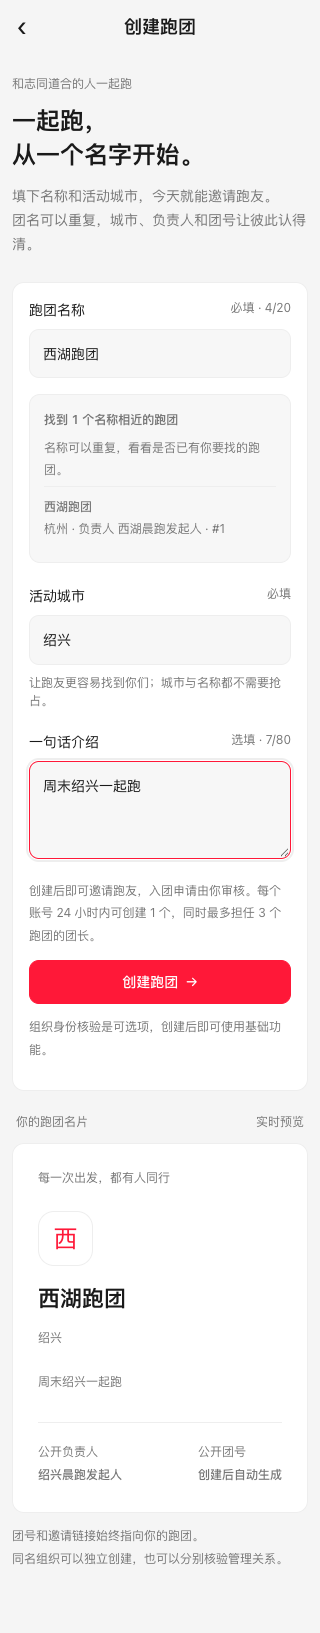 ‹ 创建跑团
和志同道合的人一起跑
一起跑，
从一个名字开始。
填下名称和活动城市，今天就能邀请跑友。
团名可以重复，城市、负责人和团号让彼此认得
清。
跑团名称 必填 · 4/20
西湖跑团
找到 1 个名称相近的跑团
名称可以重复，看看是否已有你要找的跑
团。
西湖跑团
杭州 · 负责人 西湖晨跑发起人 · #1
活动城市 必填
绍兴
让跑友更容易找到你们；城市与名称都不需要抢
占。
一句话介绍 选填 · 7/80
周末绍兴一起跑
创建后即可邀请跑友，入团申请由你审核。每个
账号 24 小时内可创建 1 个，同时最多担任 3 个
跑团的团长。
创建跑团 →
组织身份核验是可选项，创建后即可使用基础功
能。
你的跑团名片 实时预览
每一次出发，都有人同行
西
西湖跑团
绍兴
周末绍兴一起跑
公开负责人 公开团号
绍兴晨跑发起人 创建后自动生成
团号和邀请链接始终指向你的跑团。
同名组织可以独立创建，也可以分别核验管理关系。